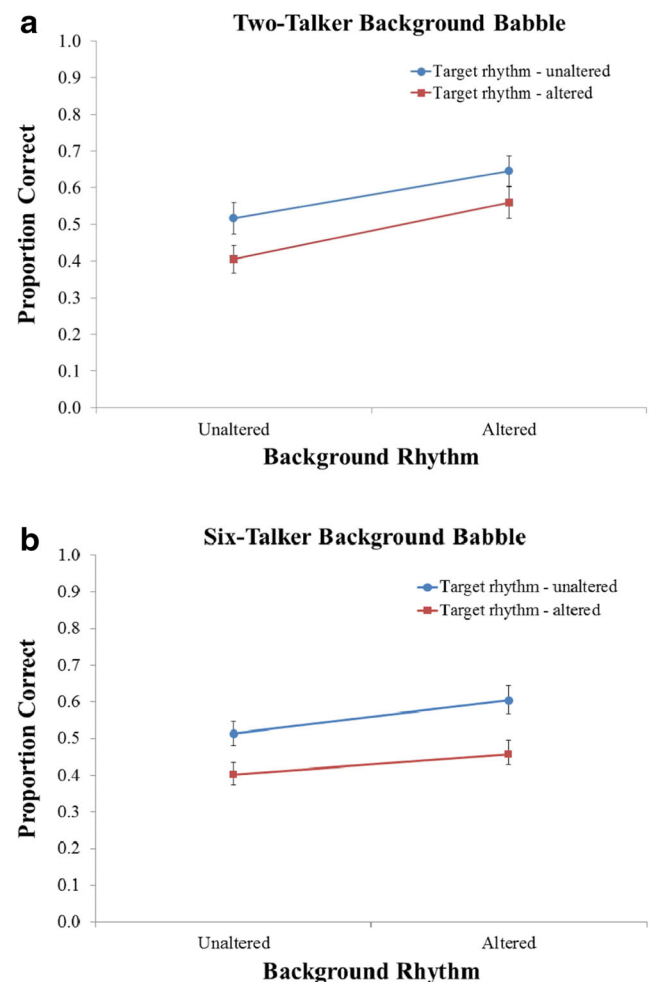 a
Two-Talker Background Babble
1.0
0.9
0.8
0.7
0.6
0.5
0.4
0.3
0.2
0.1
0.0
Proportion Correct
Target rhythm - unaltered
Target rhythm - altered
Unaltered
Altered
Background Rhythm
b
Six-Talker Background Babble
1.0
0.9
0.8
0.7
0.6
0.5
0.4
0.3
0.2
0.1
0.0
Proportion Correct
Target rhythm - unaltered
Target rhythm - altered
Unaltered
Altered
Background Rhythm